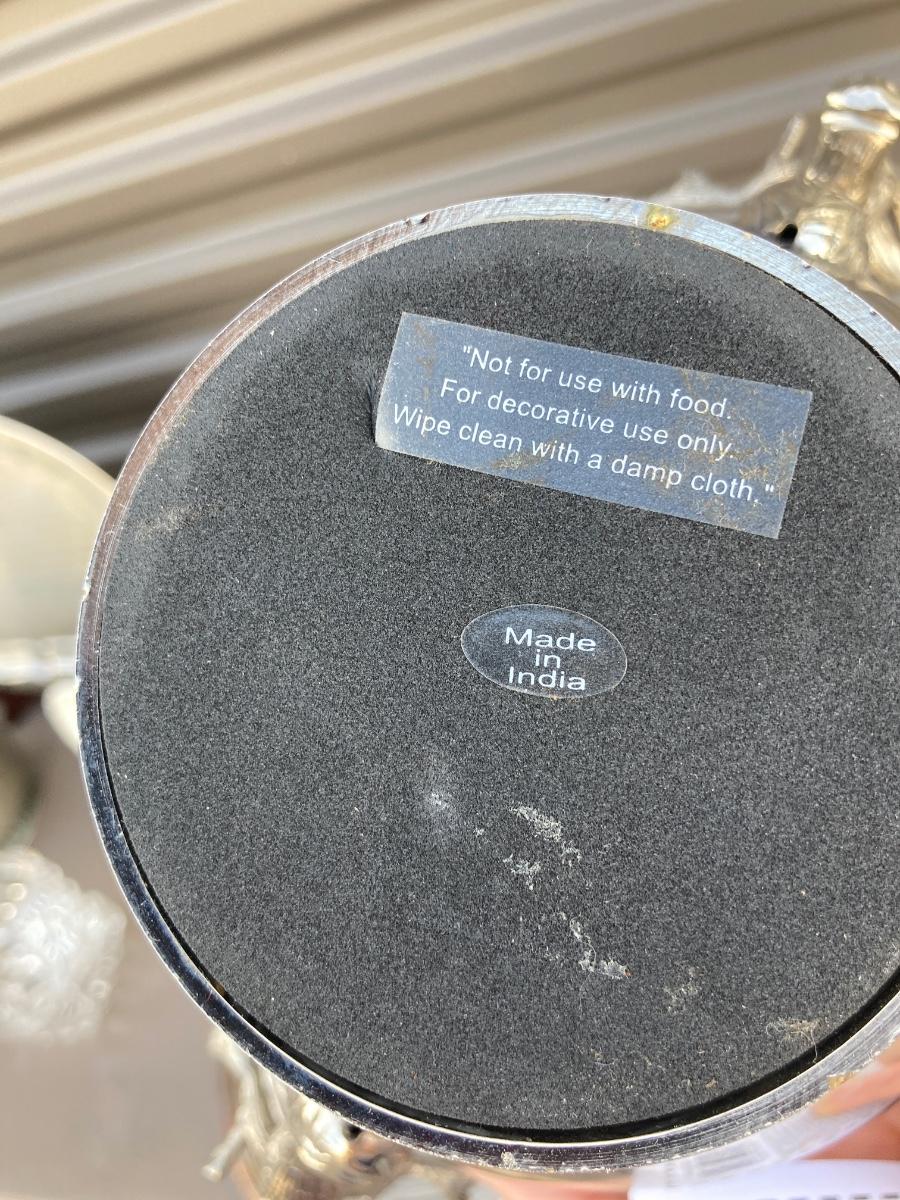 "Not for use with food.
For decorative use only.
Wipe clean with a damp cloth."
Made
in
India